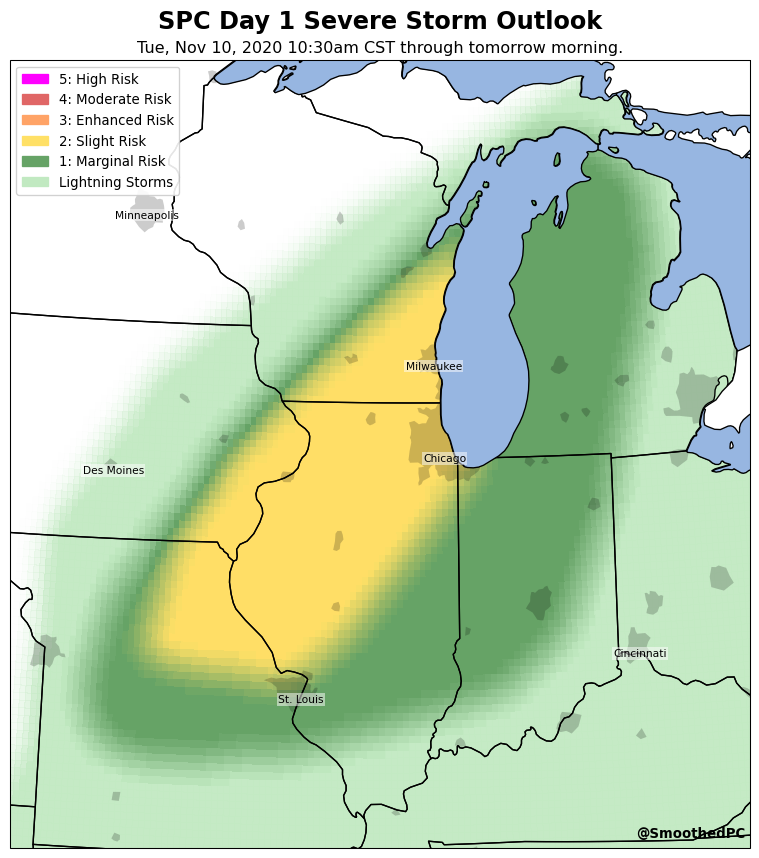 SPC Day 1 Severe Storm Outlook
Tue, Nov 10, 2020 10:30am CST through tomorrow morning.
5: High Risk
4: Moderate Risk
3: Enhanced Risk
2: Slight Risk
1: Marginal Risk
Lightning Storms
Minneapolis
Milwaukee
Chicago
Des Moines
Cincinnati
St. Louis
@SmoothedPC